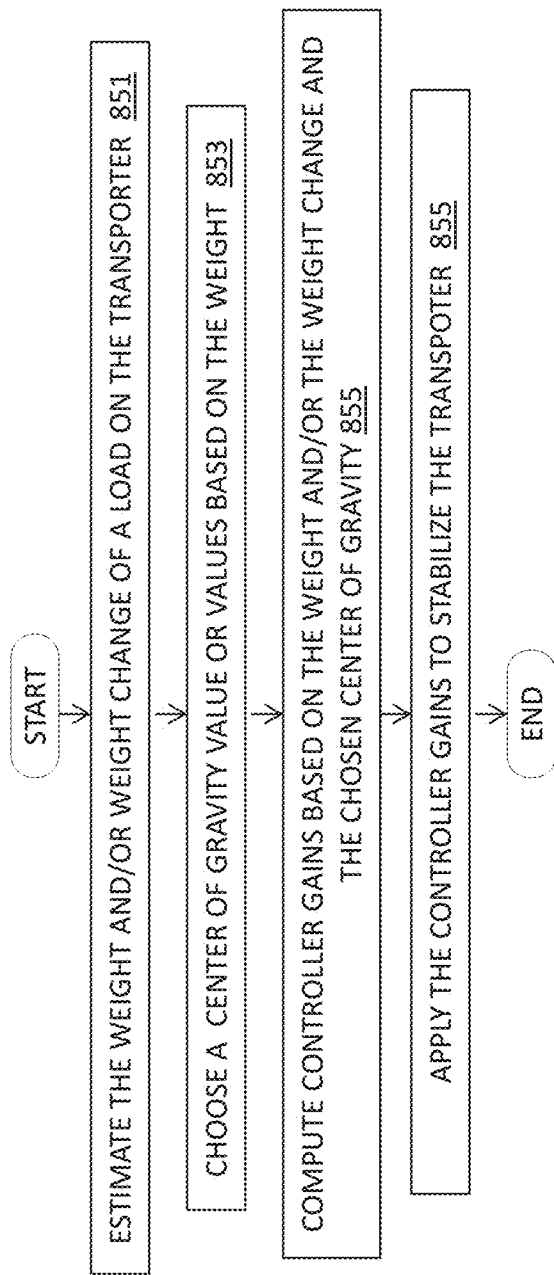 START
ESTIMATE THE WEIGHT AND/OR WEIGHT CHANGE OF A LOAD ON THE TRANSPORTER 851
CHOOSE A CENTER OF GRAVITY VALUE OR VALUES BASED ON THE WEIGHT 853
COMPUTE CONTROLLER GAINS BASED ON THE WEIGHT AND/OR THE WEIGHT CHANGE AND
THE CHOSEN CENTER OF GRAVITY 855
APPLY THE CONTROLLER GAINS TO STABILIZE THE TRANSPOTER 855
END